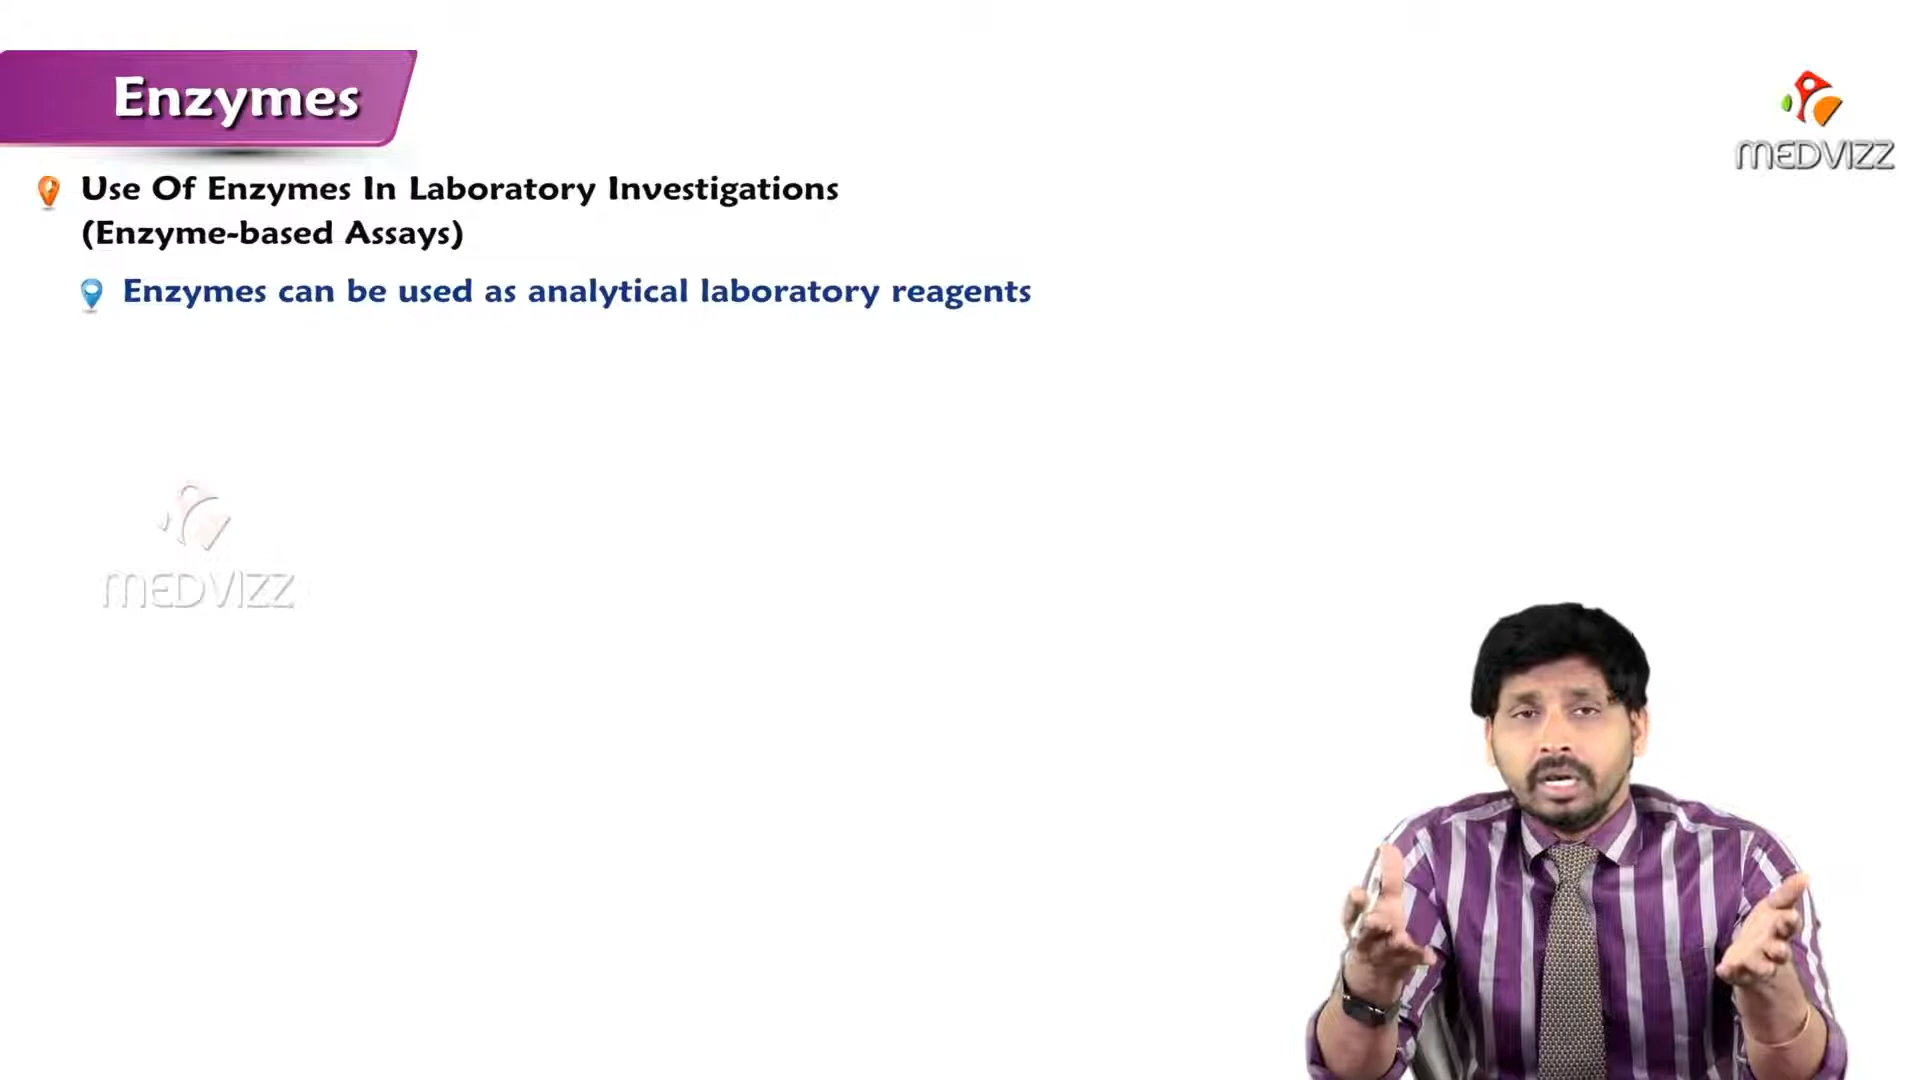 Enzymes
MEDVIZZ
Use Of Enzymes In Laboratory Investigations
(Enzyme-based Assays)
Enzymes can be used as analytical laboratory reagents
MEDVIZZ